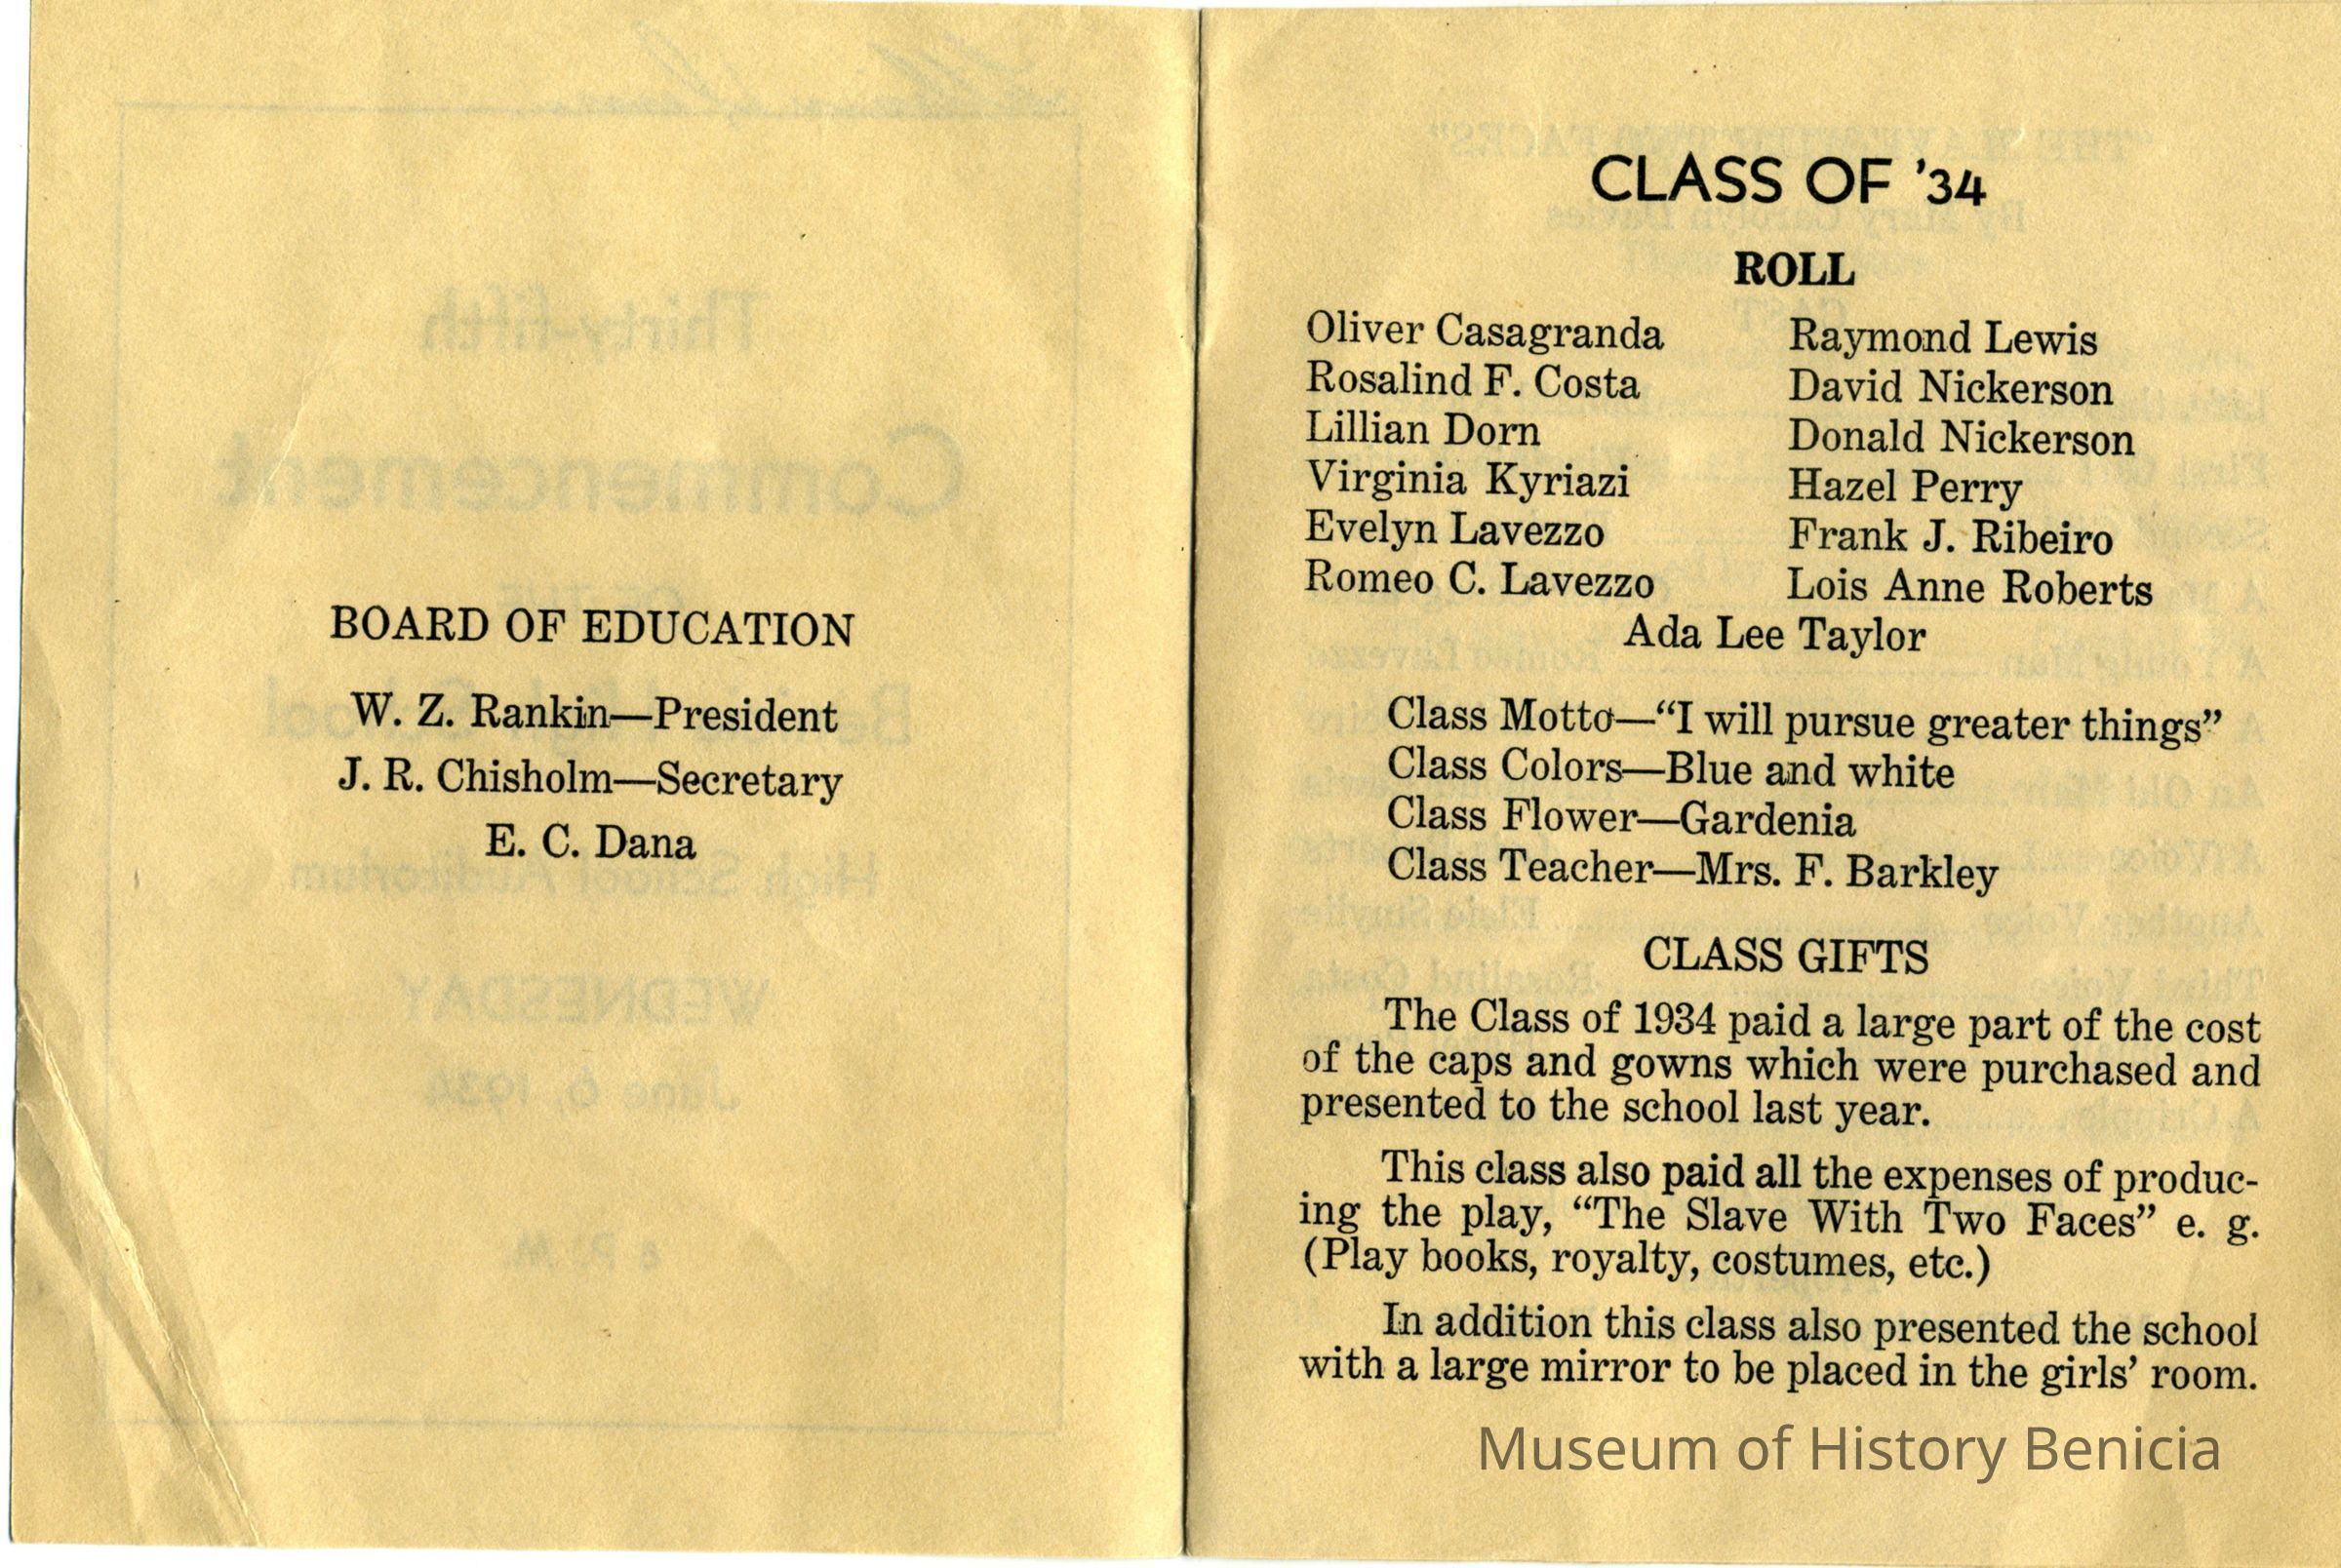 BOARD OF EDUCATION
W. Z. Rankin—President
J. R. Chisholm—Secretary
E. C. Dana
CLASS OF '34
ROLL
Oliver Casagranda
Rosalind F. Costa
Lillian Dorn
Virginia Kyriazi
Evelyn Lavezzo
Romeo C. Lavezzo
Raymond Lewis
David Nickerson
Donald Nickerson
Hazel Perry
Frank J. Ribeiro
Lois Anne Roberts
Ada Lee Taylor
Class Motto—“I will pursue greater things”
Class Colors—Blue and white
Class Flower—Gardenia
Class Teacher—Mrs. F. Barkley
CLASS GIFTS
The Class of 1934 paid a large part of the cost
of the caps and gowns which were purchased and
presented to the school last year.
This class also paid all the expenses of produc-
ing the play, “The Slave With Two Faces” e. g.
(Play books, royalty, costumes, etc.)
In addition this class also presented the school
with a large mirror to be placed in the girls’ room.
Museum of History Benicia